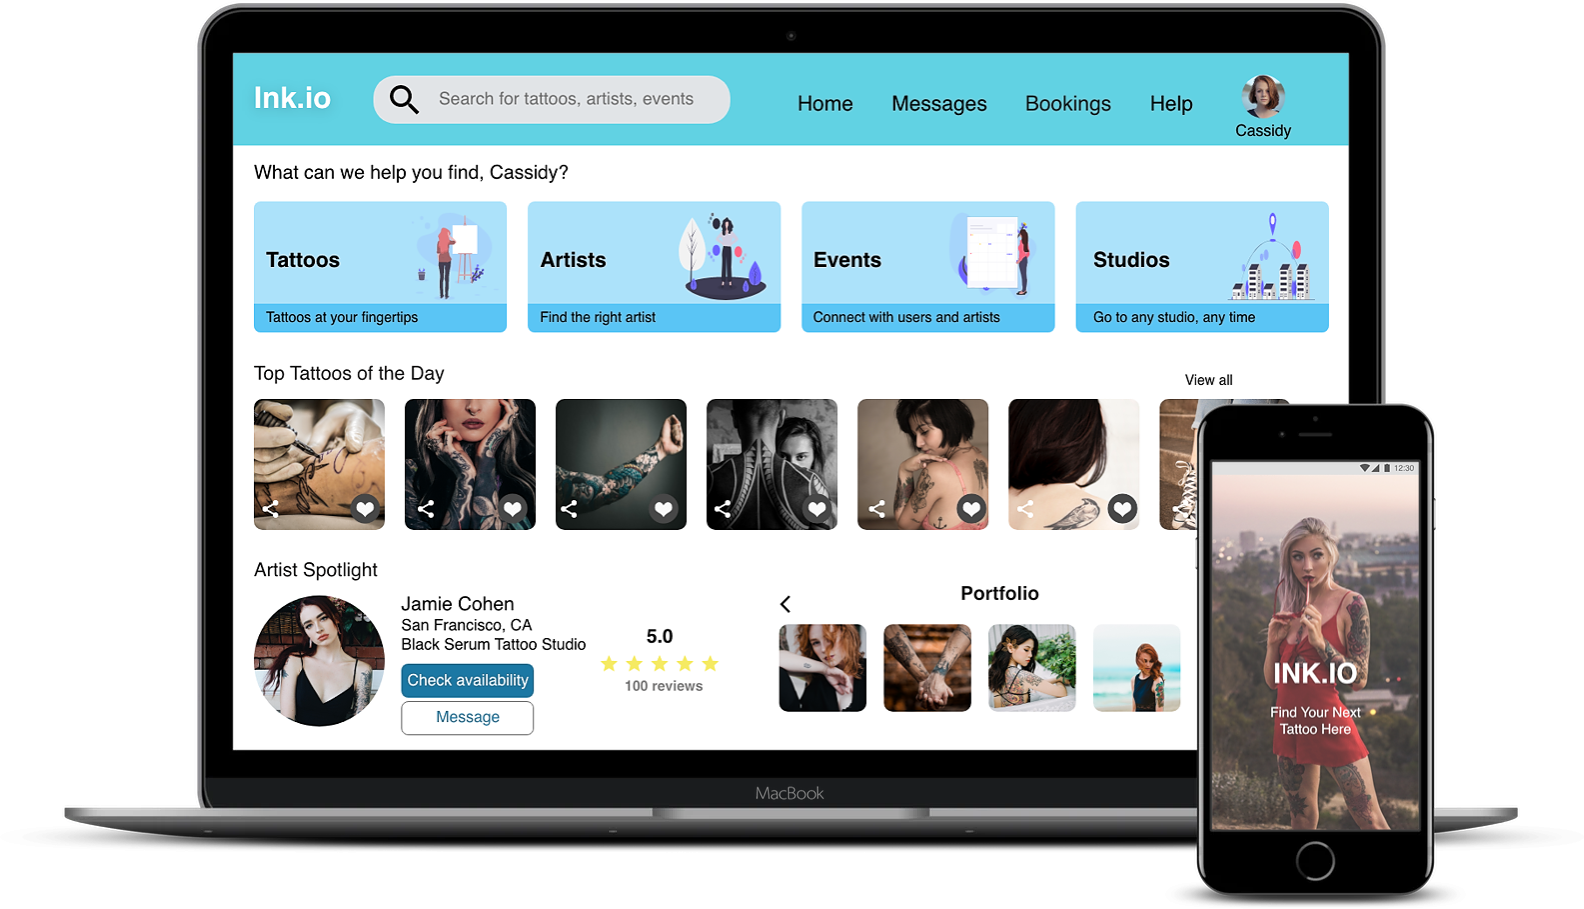 Ink.io
Search for tattoos, artists, events
Home
Messages
Bookings
Help
Cassidy
What can we help you find, Cassidy?
Tattoos
Tattoos at your fingertips
Artists
Find the right artist
Events
Connect with users and artists
Studios
Go to any studio, any time
Top Tattoos of the Day
View all
Artist Spotlight
Jamie Cohen
San Francisco, CA
Black Serum Tattoo Studio
Check availability
Message
5.0
100 reviews
Portfolio
MacBook
12:30
INK.IO
Find Your Next
Tattoo Here